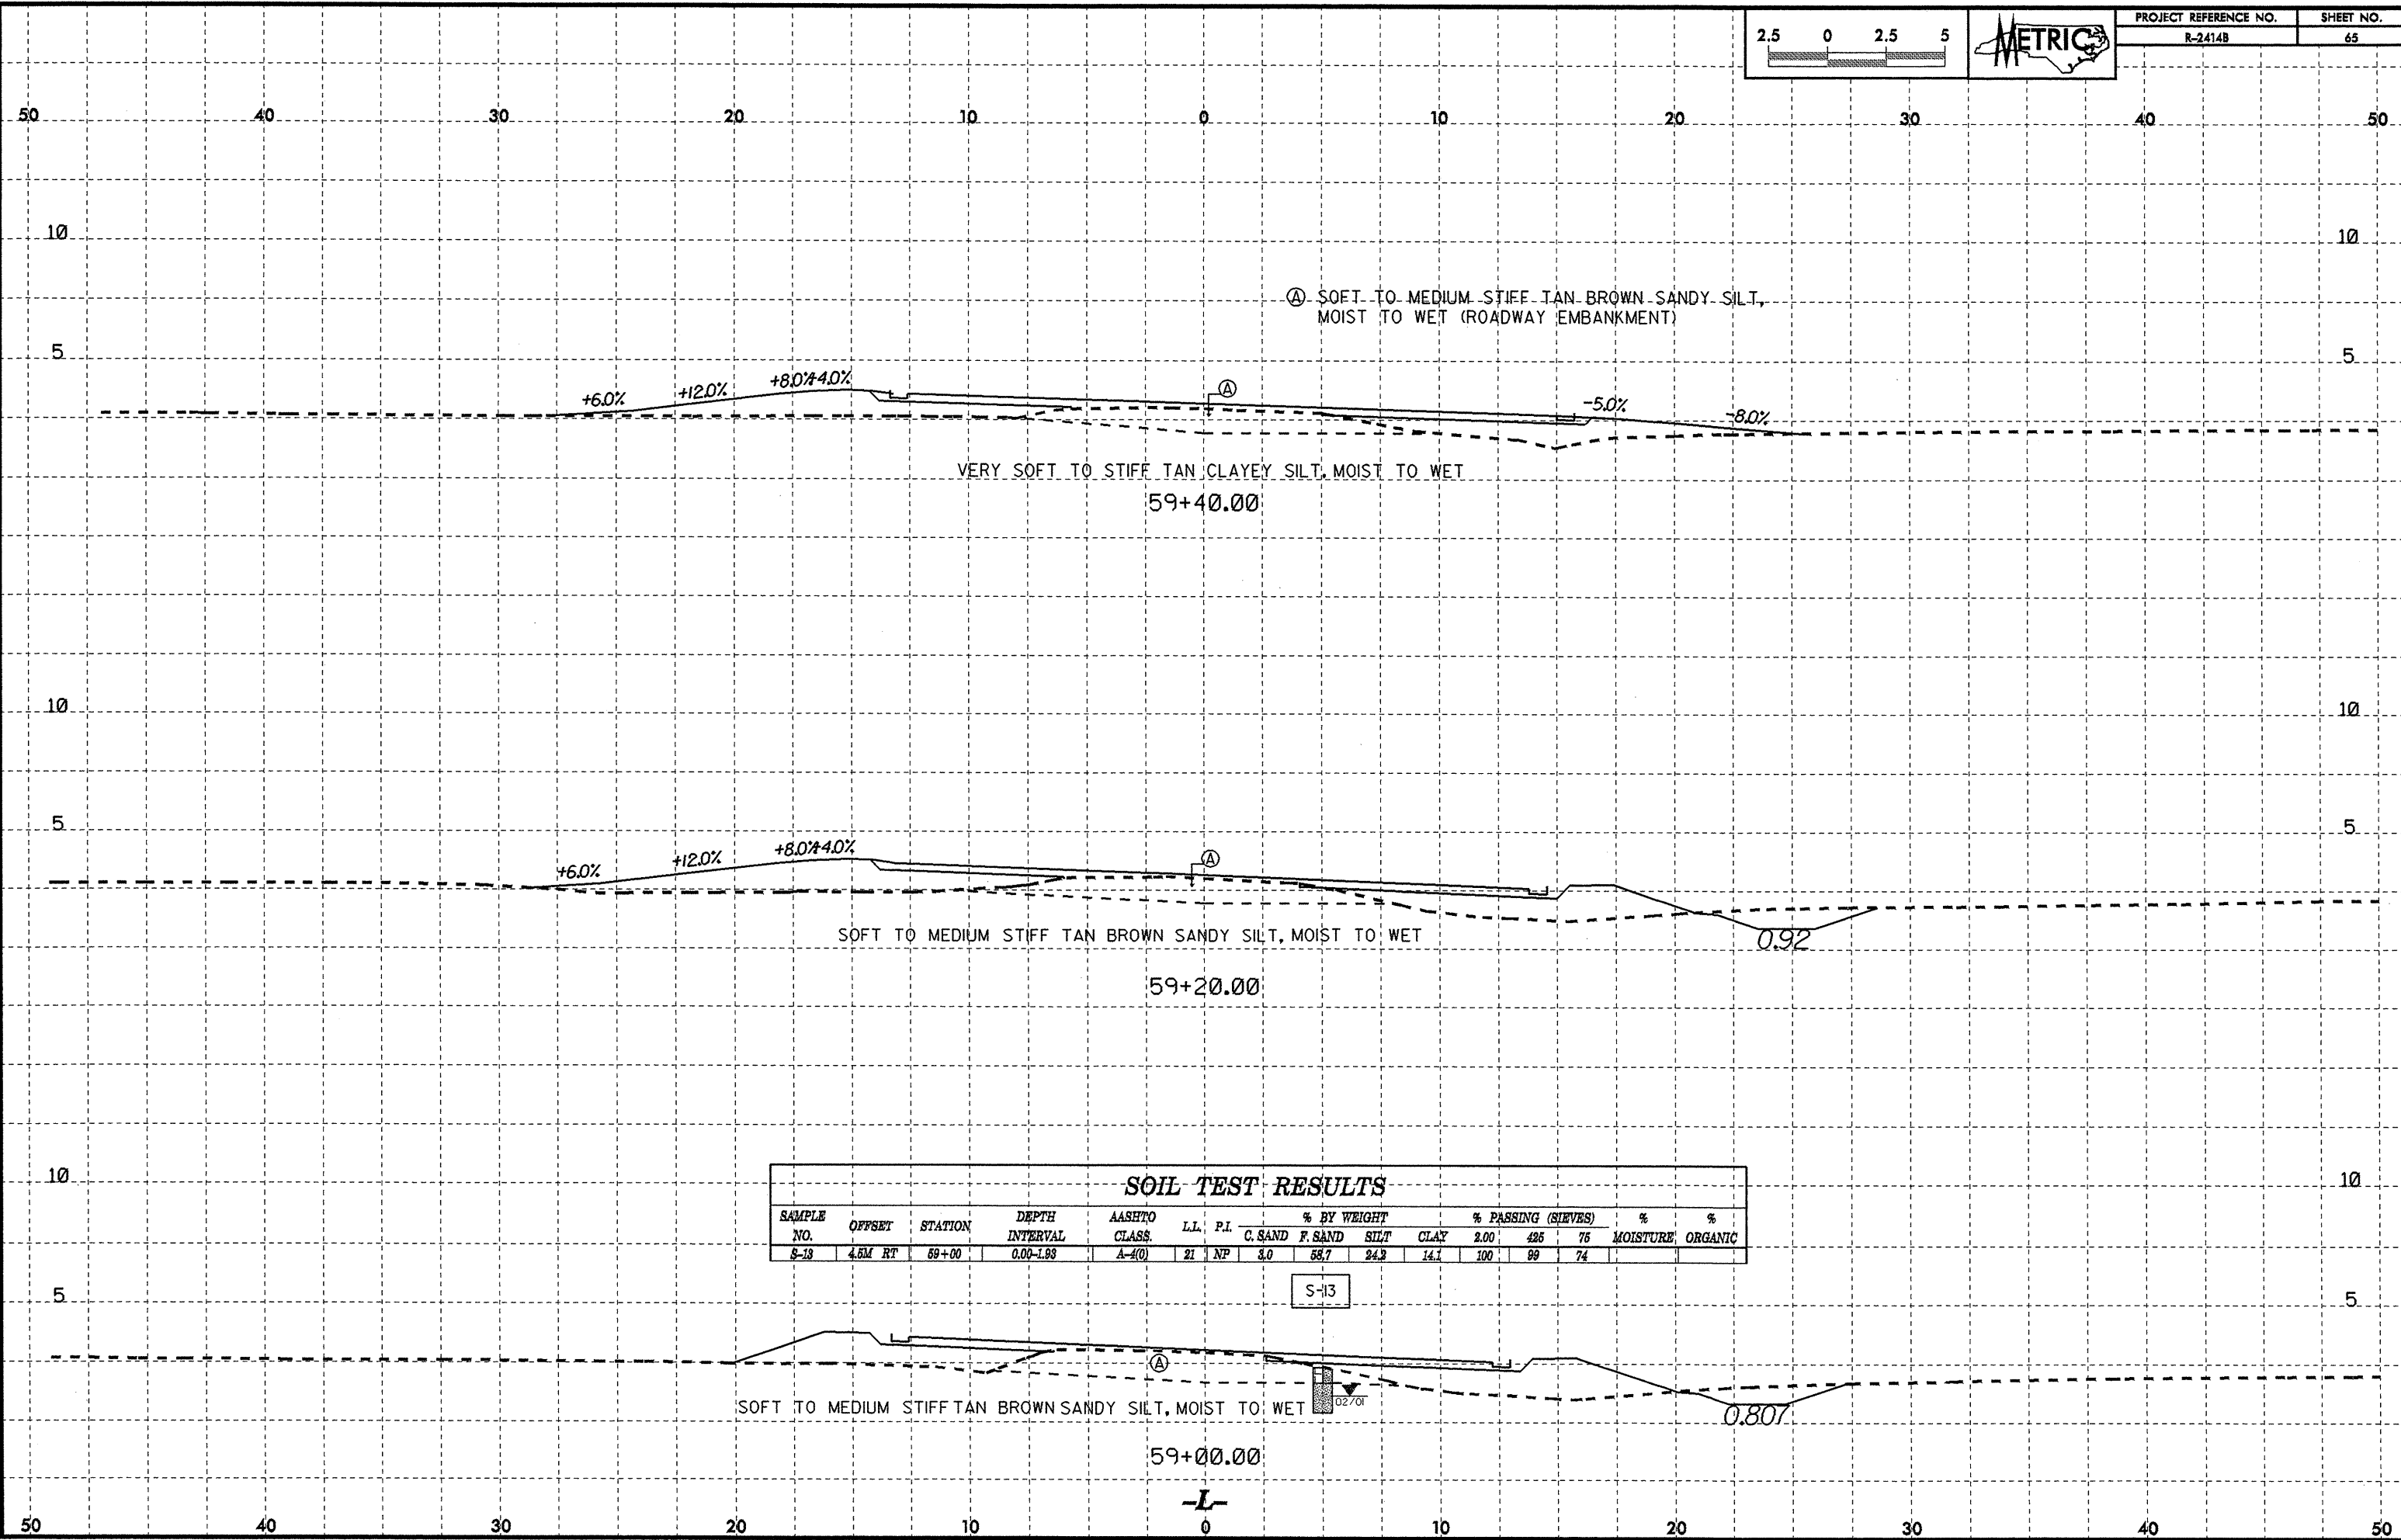 2.5 0 2.5 5
METRIC
PROJECT REFERENCE NO. SHEET NO.
R-2414B 65
50 40 30 20 10 0 10 20 30 40 50
10 10
Ⓐ SOFT TO MEDIUM STIFF TAN BROWN SANDY SILT,
MOIST TO WET (ROADWAY EMBANKMENT)
5 5
+6.0% +12.0% +8.0% +4.0% Ⓐ -5.0% -8.0%
VERY SOFT TO STIFF TAN CLAYEY SILT, MOIST TO WET
59+40.00
10 10
5 5
+6.0% +12.0% +8.0% +4.0% Ⓐ
SOFT TO MEDIUM STIFF TAN BROWN SANDY SILT, MOIST TO WET
0.92
59+20.00
10 10
SOIL TEST RESULTS
SAMPLE NO. OFFSET STATION DEPTH INTERVAL AASHTO CLASS. L.L. P.I. % BY WEIGHT C. SAND F. SAND SILT CLAY % PASSING (SIEVES) 2.00 425 75 % MOISTURE % ORGANIC
S-13 4.5M RT 59+00 0.00-1.93 A-4(0) 21 NP 3.0 58.7 24.2 14.1 100 99 74
S-13
5 5
Ⓐ
SOFT TO MEDIUM STIFF TAN BROWN SANDY SILT, MOIST TO WET
02/01
0.807
59+00.00
-L-
50 40 30 20 10 0 10 20 30 40 50